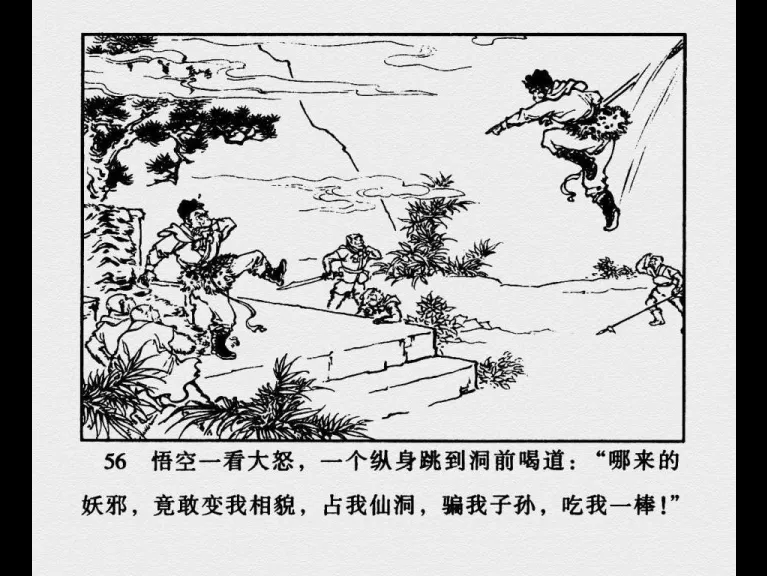 56 悟空一看大怒，一个纵身跳到洞前喝道：“哪来的
妖邪，竟敢变我相貌，占我仙洞，骗我子孙，吃我一棒！”